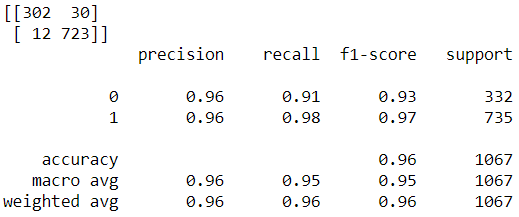 [[302  30]
 [ 12 723]]
              precision    recall  f1-score   support

           0       0.96      0.91      0.93       332
           1       0.96      0.98      0.97       735

    accuracy                           0.96      1067
   macro avg       0.96      0.95      0.95      1067
weighted avg       0.96      0.96      0.96      1067